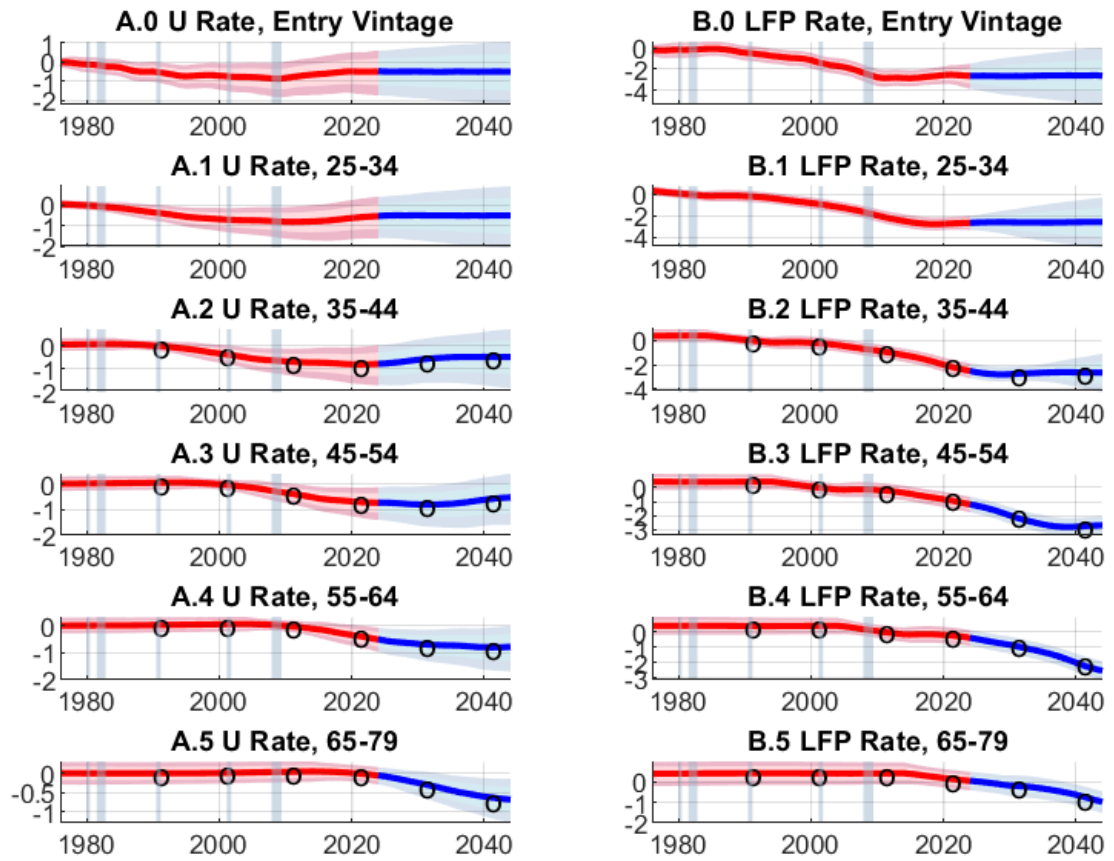 A.0 U Rate, Entry Vintage
1
0
-1
-2
1980 2000 2020 2040
B.0 LFP Rate, Entry Vintage
0
-2
-4
1980 2000 2020 2040
A.1 U Rate, 25-34
0
-1
-2
1980 2000 2020 2040
B.1 LFP Rate, 25-34
0
-2
-4
1980 2000 2020 2040
A.2 U Rate, 35-44
0
-1
-2
1980 2000 2020 2040
B.2 LFP Rate, 35-44
0
-2
-4
1980 2000 2020 2040
A.3 U Rate, 45-54
0
-1
-2
1980 2000 2020 2040
B.3 LFP Rate, 45-54
0
-1
-2
-3
1980 2000 2020 2040
A.4 U Rate, 55-64
0
-1
-2
1980 2000 2020 2040
B.4 LFP Rate, 55-64
0
-1
-2
-3
1980 2000 2020 2040
A.5 U Rate, 65-79
0
-0.5
-1
1980 2000 2020 2040
B.5 LFP Rate, 65-79
0
-1
-2
1980 2000 2020 2040